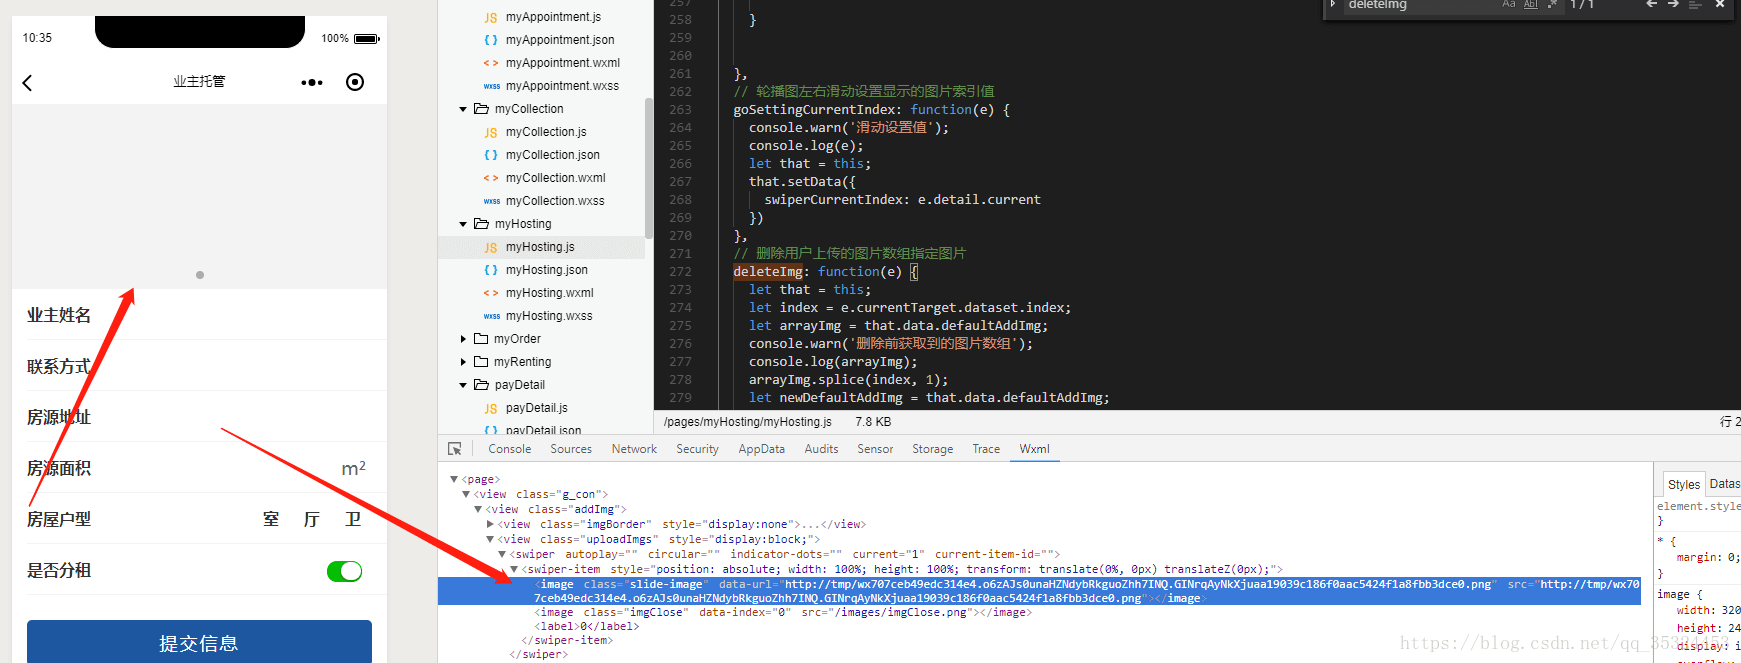 10:35
100%
业主托管
业主姓名
联系方式
房源地址
房源面积
m²
房屋户型
室 厅 卫
是否分租
提交信息
JS myAppointment.js
{ } myAppointment.json
< > myAppointment.wxml
wxss myAppointment.wxss
myCollection
JS myCollection.js
{ } myCollection.json
< > myCollection.wxml
wxss myCollection.wxss
myHosting
JS myHosting.js
{ } myHosting.json
< > myHosting.wxml
wxss myHosting.wxss
myOrder
myRenting
payDetail
JS payDetail.js
{ } payDetail.json
deleteImg
Aa Abl .* 1 / 1
257
258 }
259
260
261 },
262 // 轮播图左右滑动设置显示的图片索引值
263 goSettingCurrentIndex: function(e) {
264 console.warn('滑动设置值');
265 console.log(e);
266 let that = this;
267 that.setData({
268 swiperCurrentIndex: e.detail.current
269 })
270 },
271 // 删除用户上传的图片数组指定图片
272 deleteImg: function(e) {
273 let that = this;
274 let index = e.currentTarget.dataset.index;
275 let arrayImg = that.data.defaultAddImg;
276 console.warn('删除前获取到的图片数组');
277 console.log(arrayImg);
278 arrayImg.splice(index, 1);
279 let newDefaultAddImg = that.data.defaultAddImg;
/pages/myHosting/myHosting.js 7.8 KB
行 2
Console Sources Network Security AppData Audits Sensor Storage Trace Wxml
<page>
<view class="g_con">
<view class="addImg">
<view class="imgBorder" style="display:none">...</view>
<view class="uploadImgs" style="display:block;">
<swiper autoplay="" circular="" indicator-dots="" current="1" current-item-id="">
<swiper-item style="position: absolute; width: 100%; height: 100%; transform: translate(0%, 0px) translateZ(0px);">
<image class="slide-image" data-url="http://tmp/wx707ceb49edc314e4.o6zAJs0unaHZNdybRkguoZhh7INQ.GINrqAyNkXjuaa19039c186f0aac5424f1a8fbb3dce0.png" src="http://tmp/wx70
7ceb49edc314e4.o6zAJs0unaHZNdybRkguoZhh7INQ.GINrqAyNkXjuaa19039c186f0aac5424f1a8fbb3dce0.png"></image>
<image class="imgClose" data-index="0" src="/images/imgClose.png"></image>
<label>0</label>
</swiper-item>
</swiper>
Styles Datas
element.style
}
* {
margin: 0;
}
image {
width: 320
height: 24
display: i
https://blog.csdn.net/qq_35324453